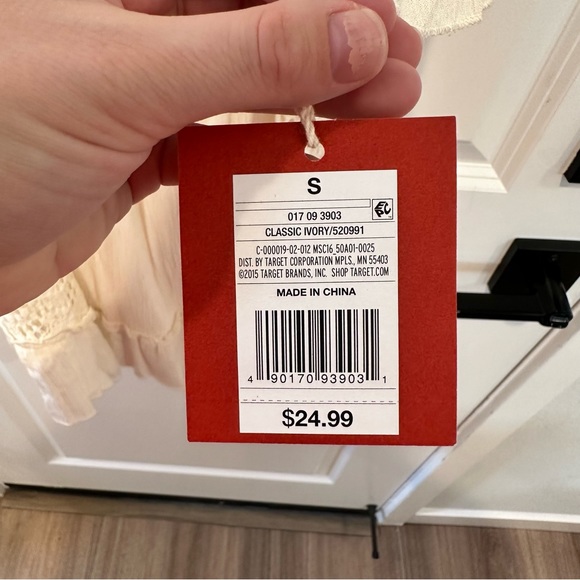 S
017 09 3903
CLASSIC IVORY/520991
C-000019-02-012 MSC16_50A01-0025
DIST. BY TARGET CORPORATION MPLS., MN 55403
©2015 TARGET BRANDS, INC. SHOP TARGET.COM
MADE IN CHINA
4 90170 93903 1
$24.99